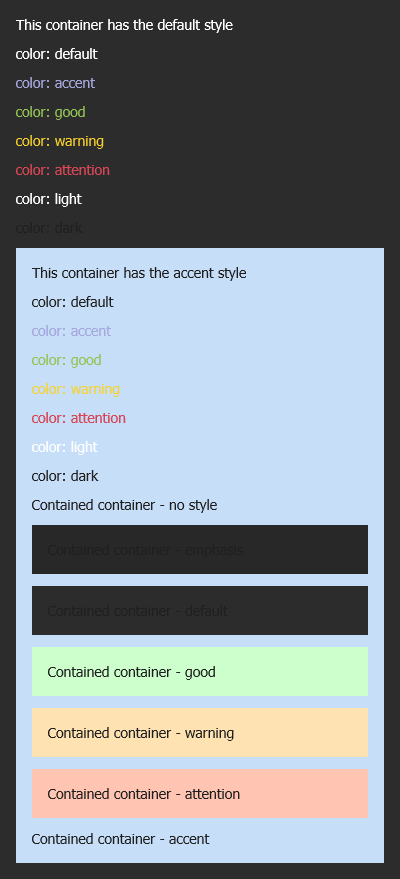 This container has the default style
color: default
color: accent
color: good
color: warning
color: attention
color: light
color: dark
This container has the accent style
color: default
color: accent
color: good
color: warning
color: attention
color: light
color: dark
Contained container - no style
Contained container - emphasis
Contained container - default
Contained container - good
Contained container - warning
Contained container - attention
Contained container - accent